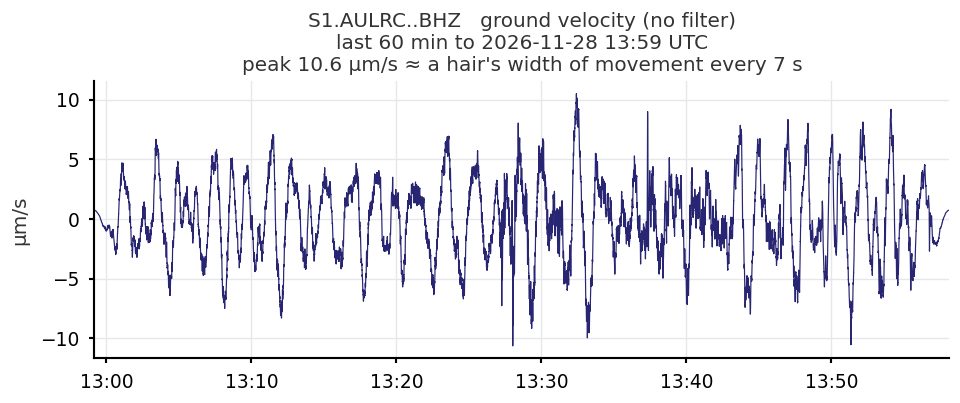 S1.AULRC..BHZ   ground velocity (no filter)
last 60 min to 2026-11-28 13:59 UTC
peak 10.6 µm/s ≈ a hair's width of movement every 7 s
10
5
0
−5
−10
µm/s
13:00
13:10
13:20
13:30
13:40
13:50